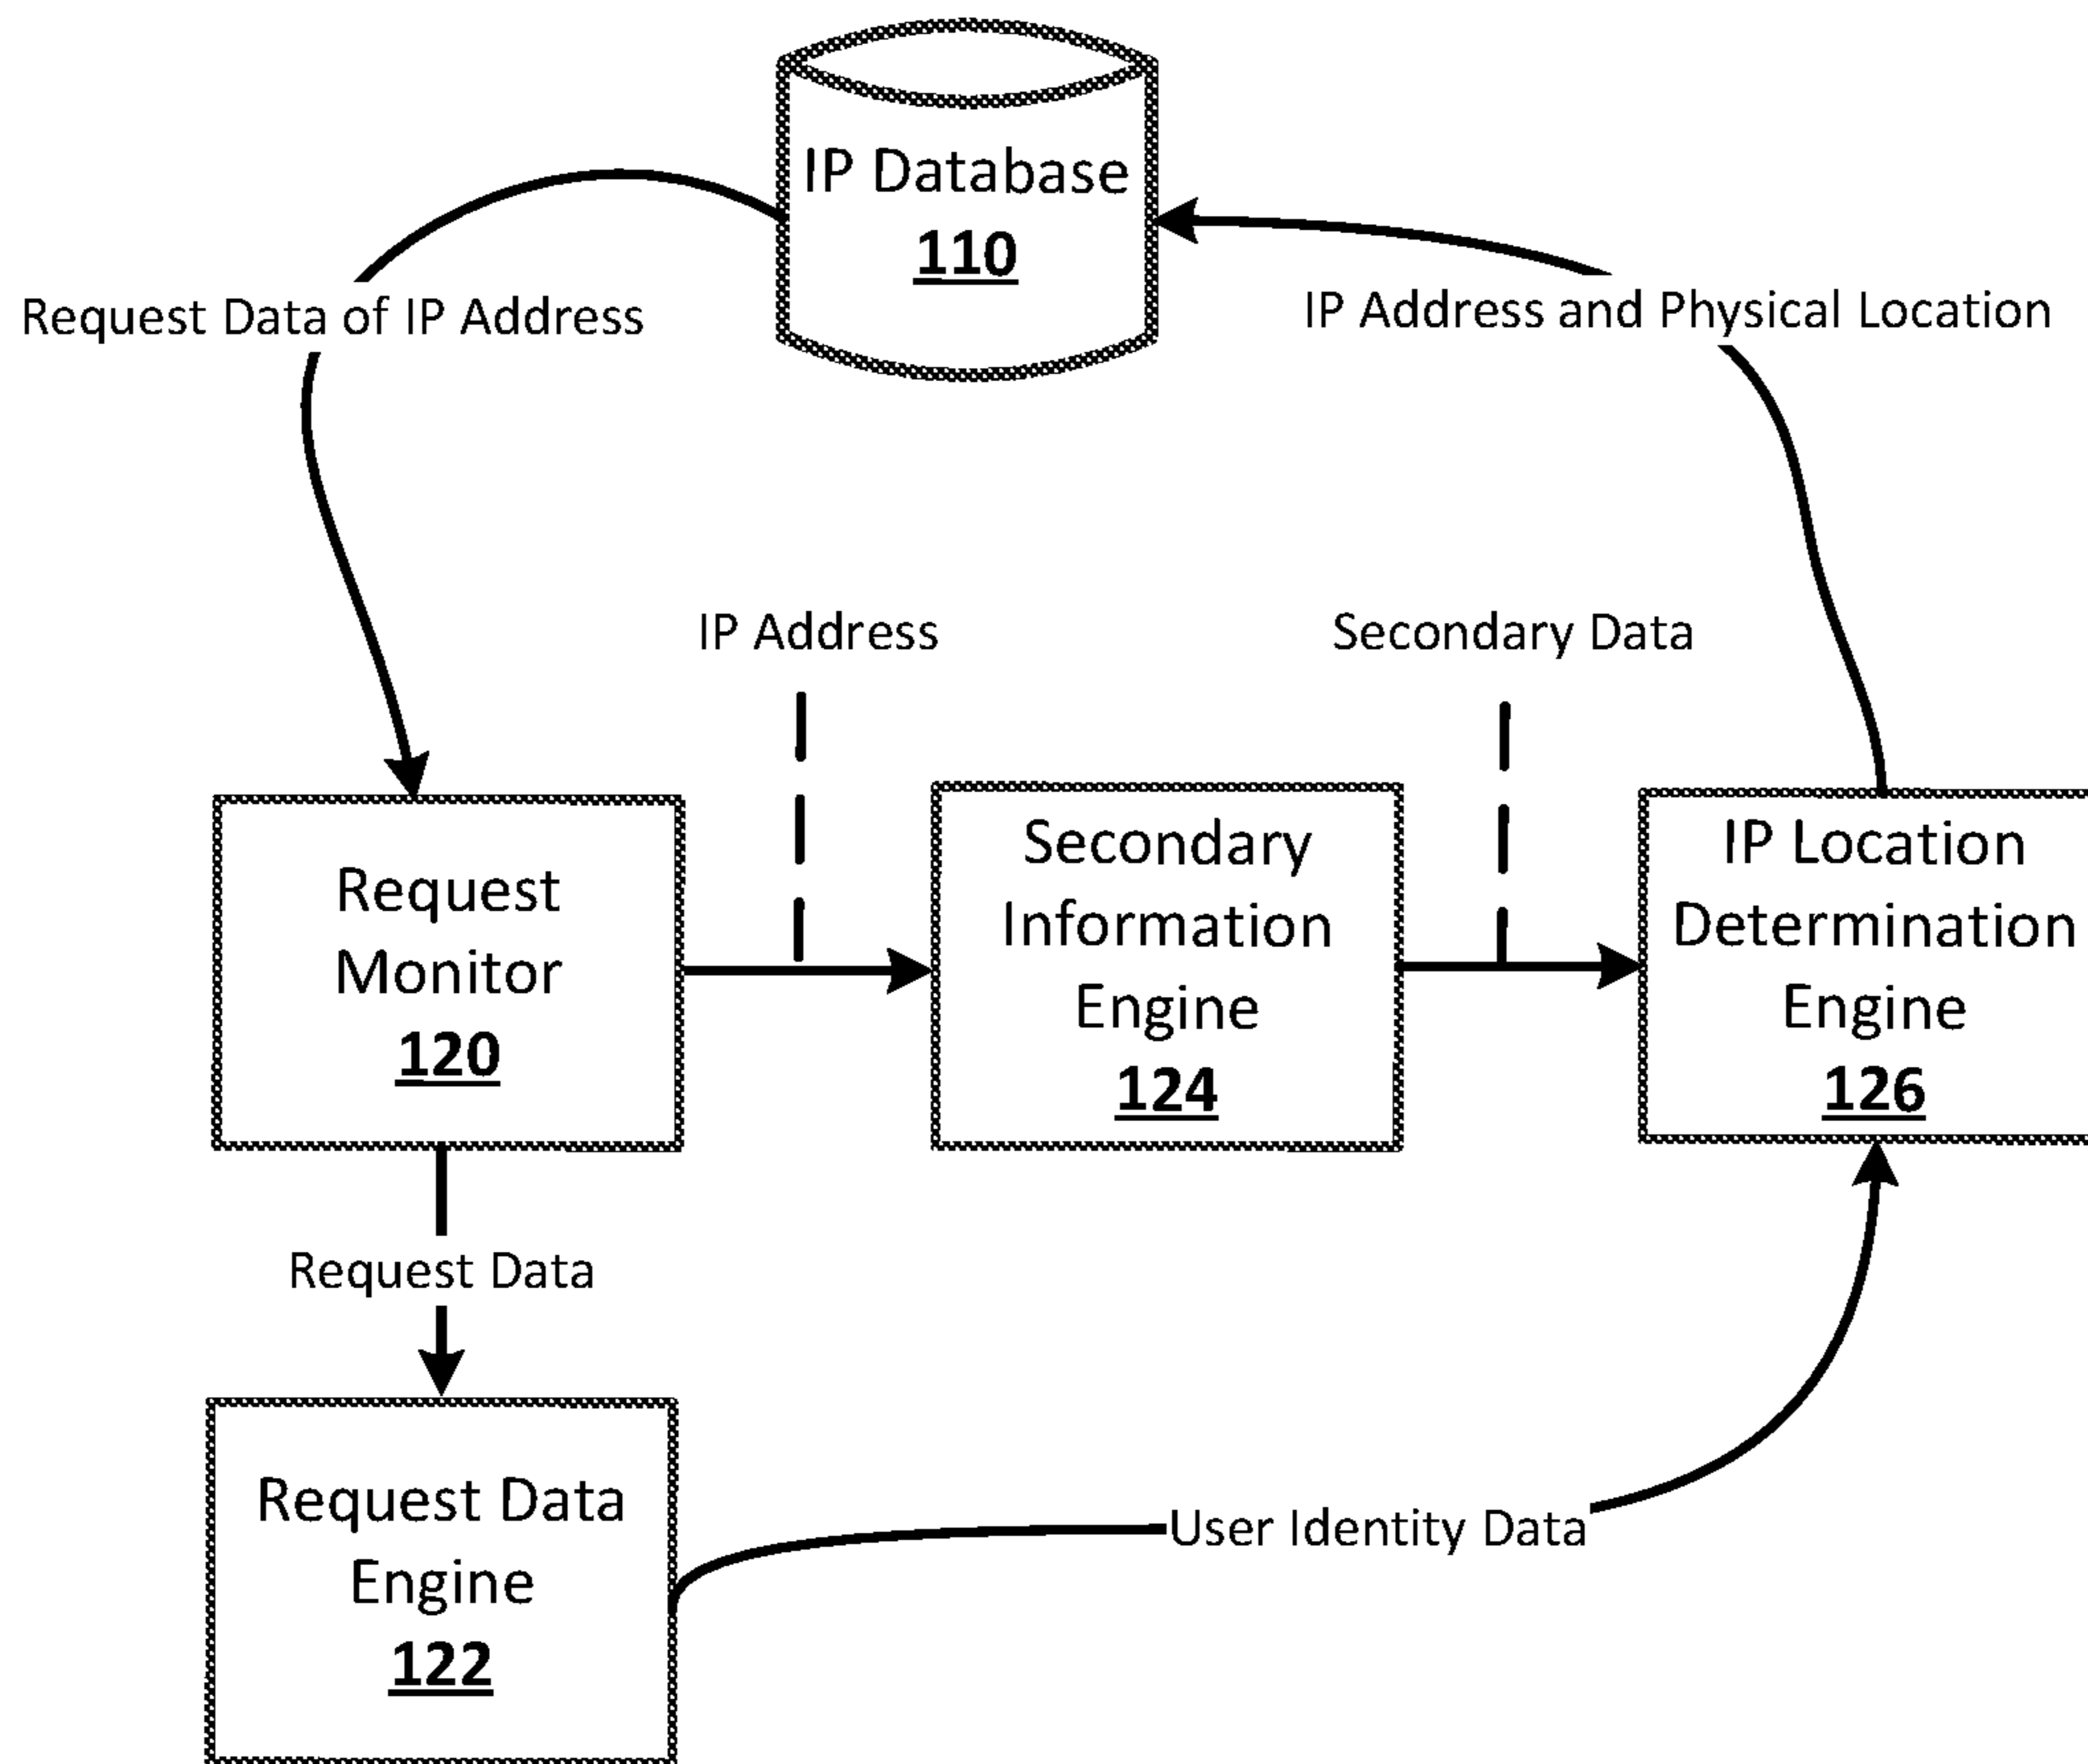 IP Database
110
Request Data of IP Address
IP Address and Physical Location
IP Address
Secondary Data
Request
Monitor
120
Secondary
Information
Engine
124
IP Location
Determination
Engine
126
Request Data
Request Data
Engine
122
User Identity Data